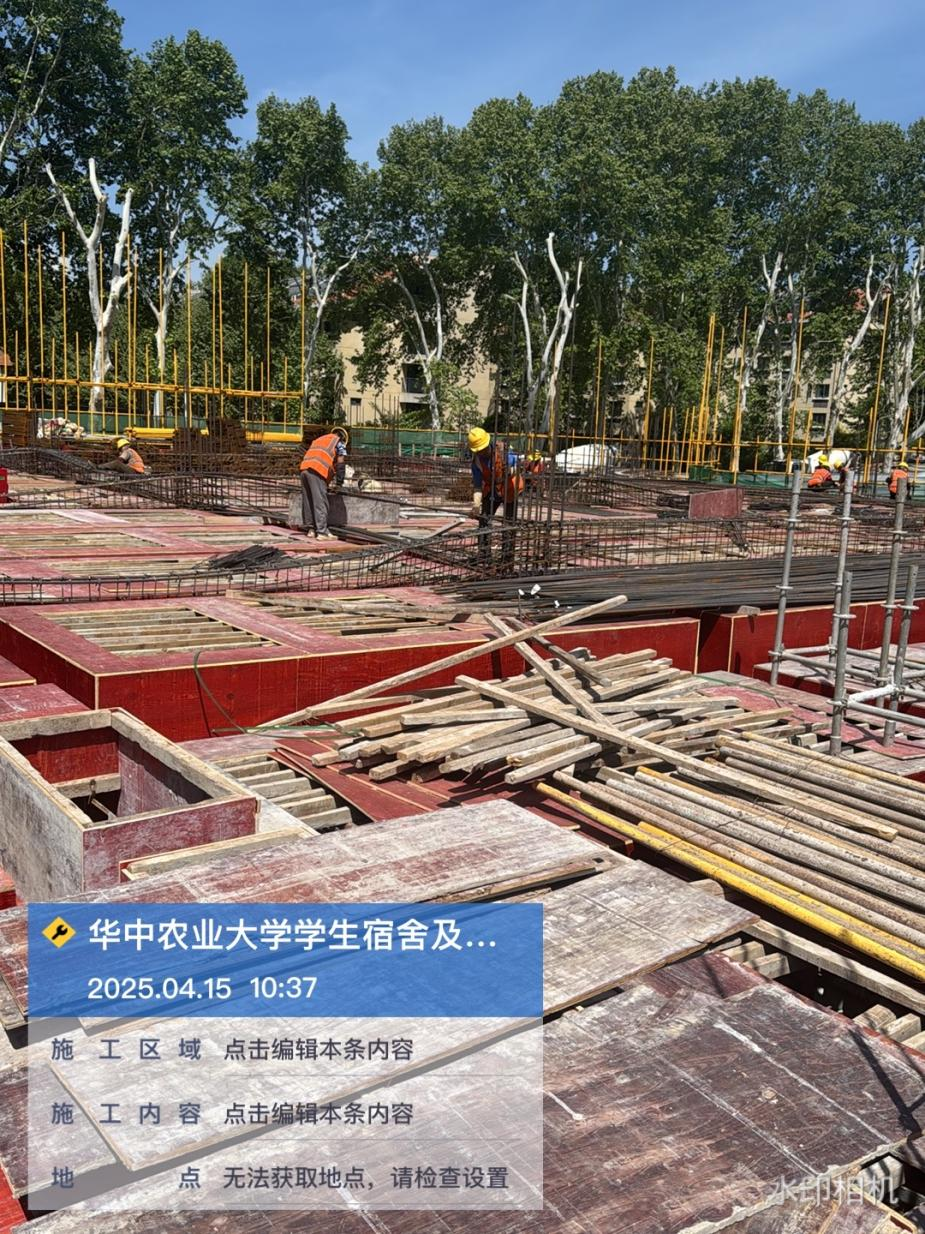 华中农业大学学生宿舍及...
2025.04.15 10:37
施工区域 点击编辑本条内容
施工内容 点击编辑本条内容
地点 无法获取地点，请检查设置
水印相机